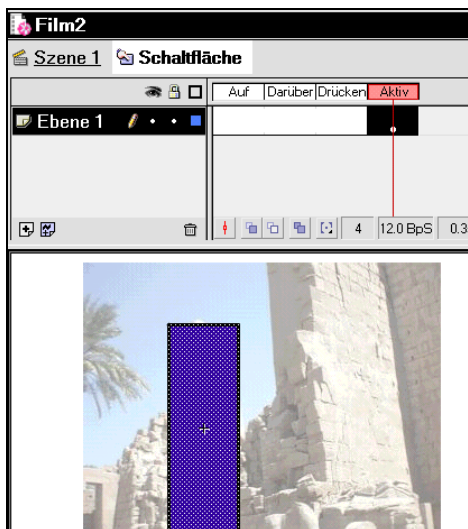 Film2
Szene 1 Schaltfläche
Auf Darüber Drücken Aktiv
Ebene 1
4 12.0 BpS 0.3